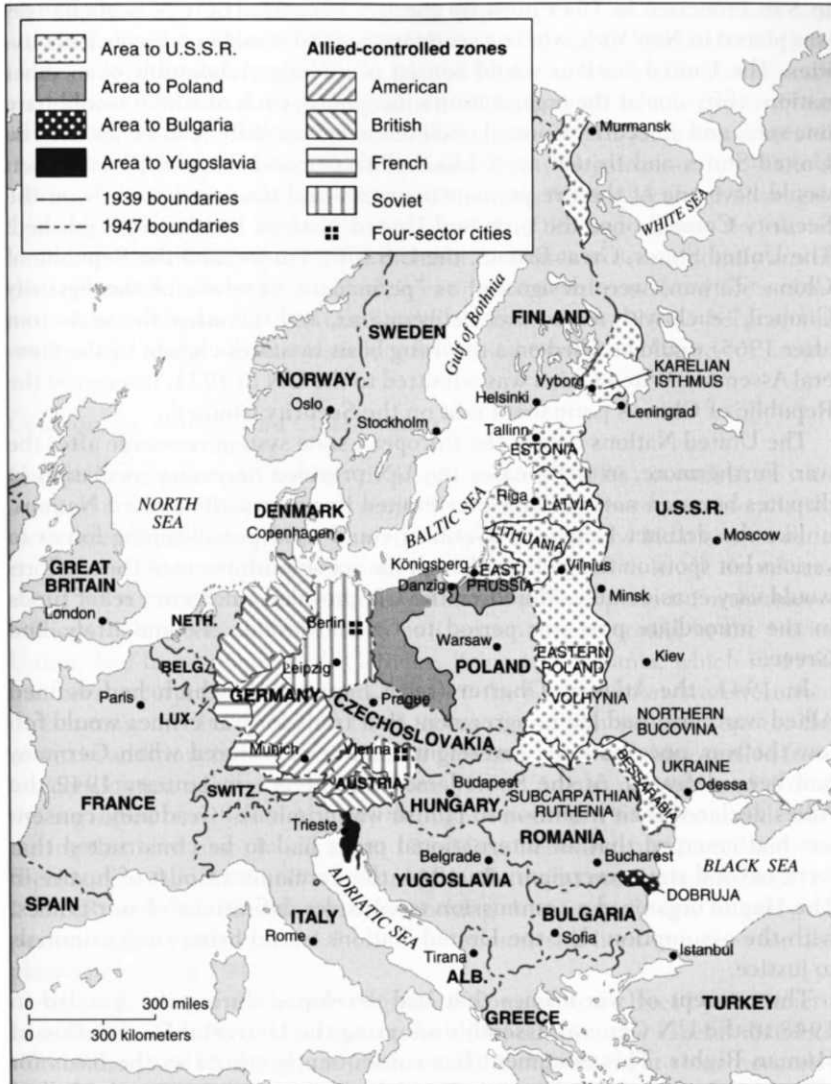 Area to U.S.S.R.
Area to Poland
Area to Bulgaria
Area to Yugoslavia
1939 boundaries
1947 boundaries
Allied-controlled zones
American
British
French
Soviet
Four-sector cities
Murmansk
WHITE SEA
Gulf of Bothnia
SWEDEN
FINLAND
NORWAY
Oslo
Stockholm
Vyborg
Helsinki
KARELIAN
ISTHMUS
Leningrad
Tallinn
ESTONIA
NORTH
SEA
DENMARK
Copenhagen
BALTIC SEA
Riga
LATVIA
U.S.S.R.
Moscow
LITHUANIA
Königsberg
EAST
PRUSSIA
Vilnius
Danzig
Minsk
GREAT
BRITAIN
London
NETH.
Berlin
Warsaw
POLAND
EASTERN
POLAND
Kiev
BELG.
Leipzig
GERMANY
Paris
LUX.
Prague
VOLHYNIA
CZECHOSLOVAKIA
NORTHERN
BUCOVINA
Munich
Vienna
UKRAINE
BESSARABIA
Odessa
FRANCE
SWITZ.
AUSTRIA
Budapest
HUNGARY
SUBCARPATHIAN
RUTHENIA
Trieste
ROMANIA
Belgrade
Bucharest
BLACK SEA
YUGOSLAVIA
DOBRUJA
SPAIN
ADRIATIC SEA
ITALY
Rome
BULGARIA
Sofia
Tirana
ALB.
Istanbul
300 miles
0
300 kilometers
GREECE
TURKEY